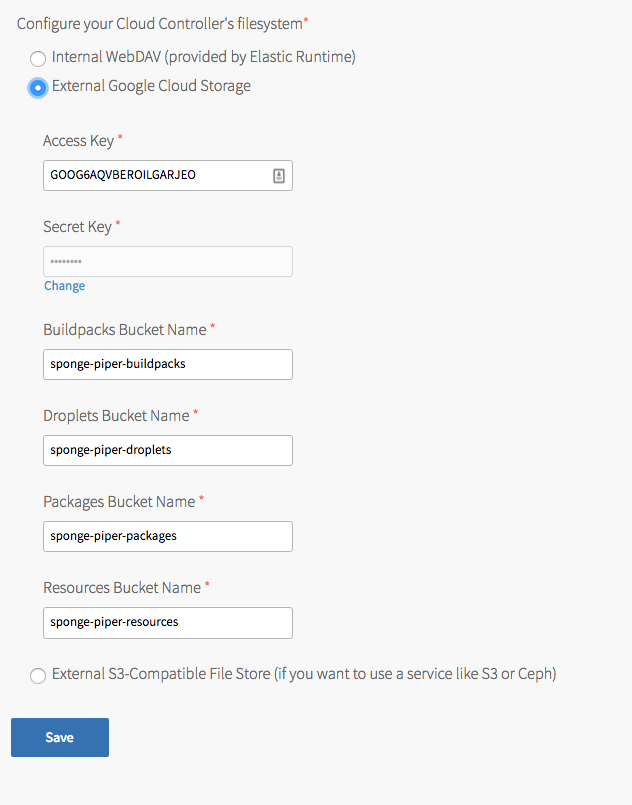 Configure your Cloud Controller's filesystem*
Internal WebDAV (provided by Elastic Runtime)
External Google Cloud Storage
Access Key *
GOOG6AQVBEROILGARJEO
Secret Key *
••••••••
Change
Buildpacks Bucket Name *
sponge-piper-buildpacks
Droplets Bucket Name *
sponge-piper-droplets
Packages Bucket Name *
sponge-piper-packages
Resources Bucket Name *
sponge-piper-resources
External S3-Compatible File Store (if you want to use a service like S3 or Ceph)
Save